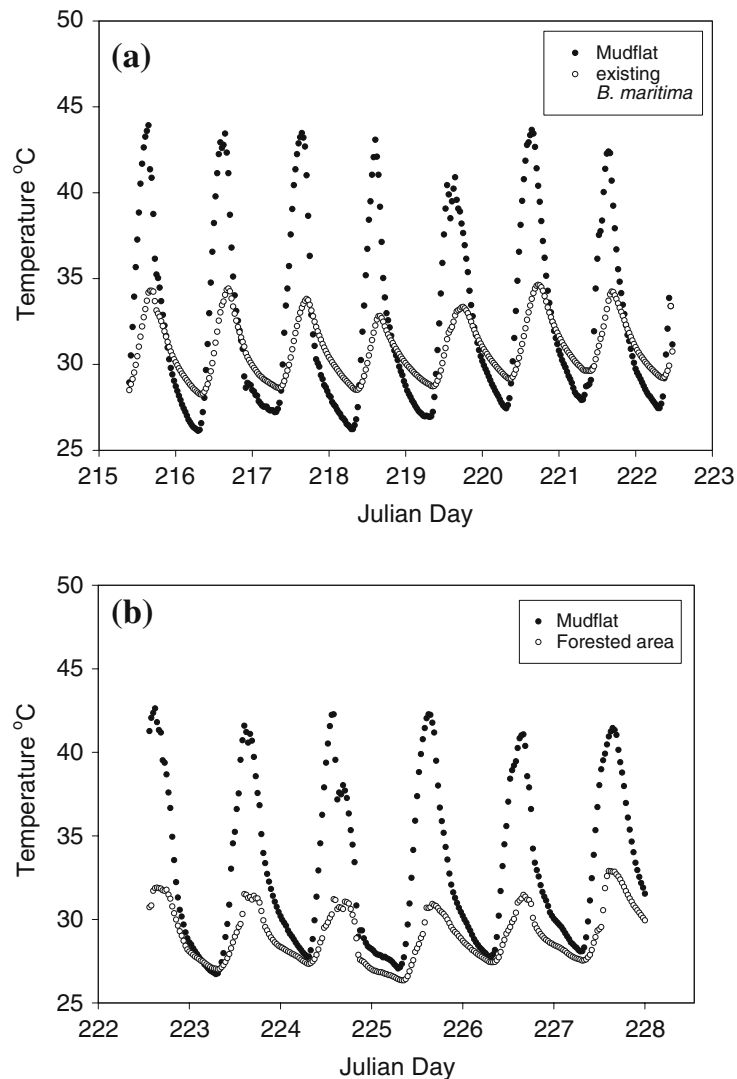 50
(a)
Mudflat
existing
B. maritima
45
40
35
30
25
Temperature °C
215 216 217 218 219 220 221 222 223
Julian Day
50
(b)
Mudflat
Forested area
45
40
35
30
25
Temperature °C
222 223 224 225 226 227 228
Julian Day